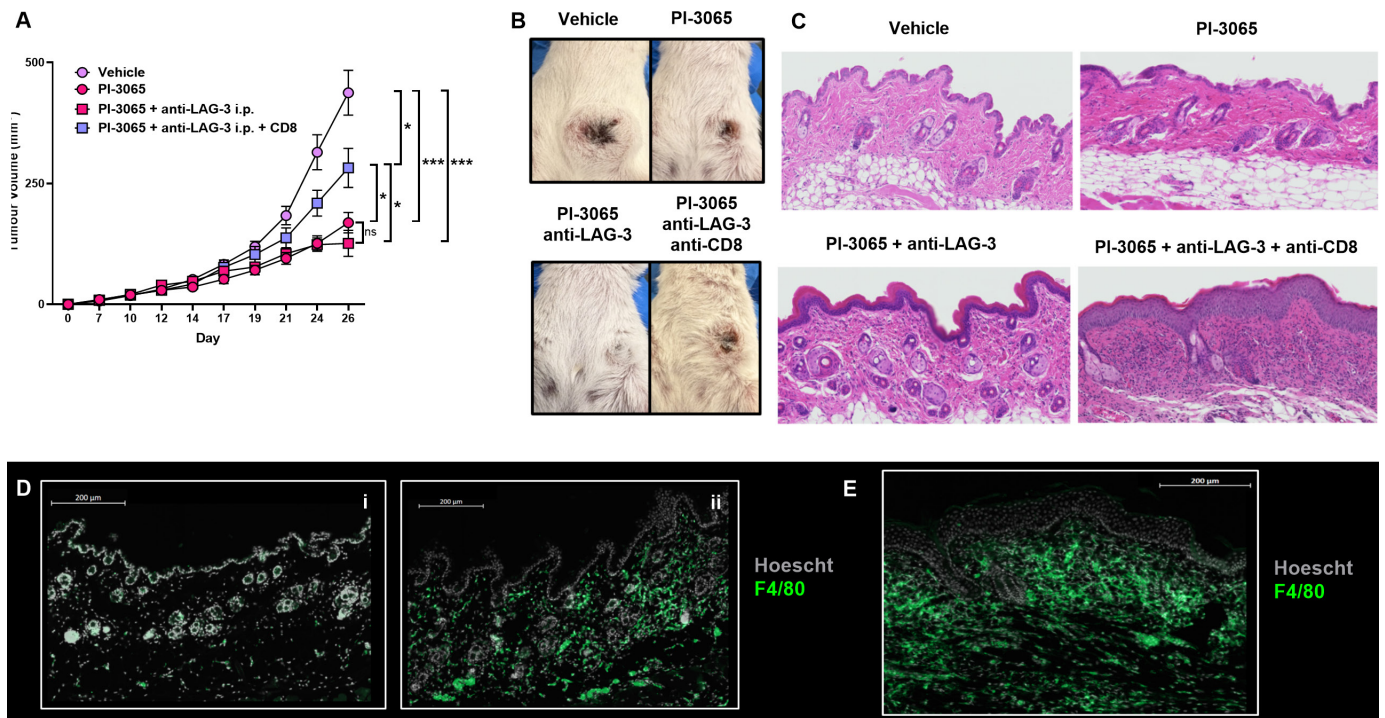 A
500
250
0
0
7
10
12
14
17
19
21
24
26
Day
Vehicle
PI-3065
PI-3065 + anti-LAG-3 i.p.
PI-3065 + anti-LAG-3 i.p. + CD8
*
***
***
*
*
ns
B
Vehicle
PI-3065
PI-3065
anti-LAG-3
PI-3065
anti-LAG-3
anti-CD8
C
Vehicle
PI-3065
PI-3065 + anti-LAG-3
PI-3065 + anti-LAG-3 + anti-CD8
D
200 µm
i
200 µm
ii
Hoescht
F4/80
E
200 µm
Hoescht
F4/80